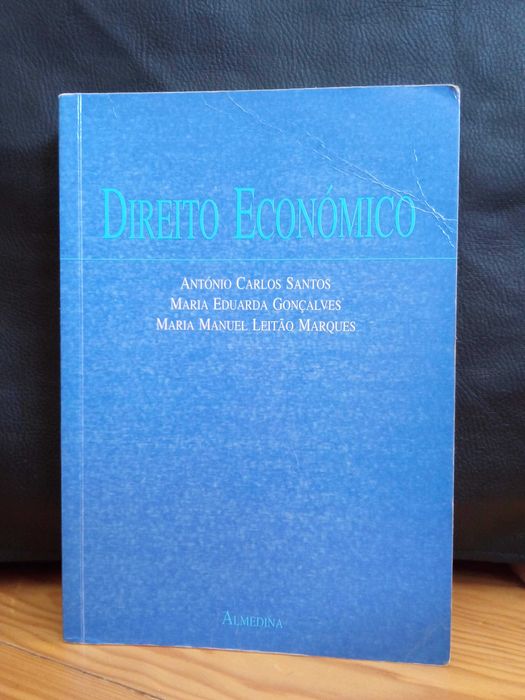 DIREITO ECONÓMICO
ANTÓNIO CARLOS SANTOS
MARIA EDUARDA GONÇALVES
MARIA MANUEL LEITÃO MARQUES
ALMEDINA